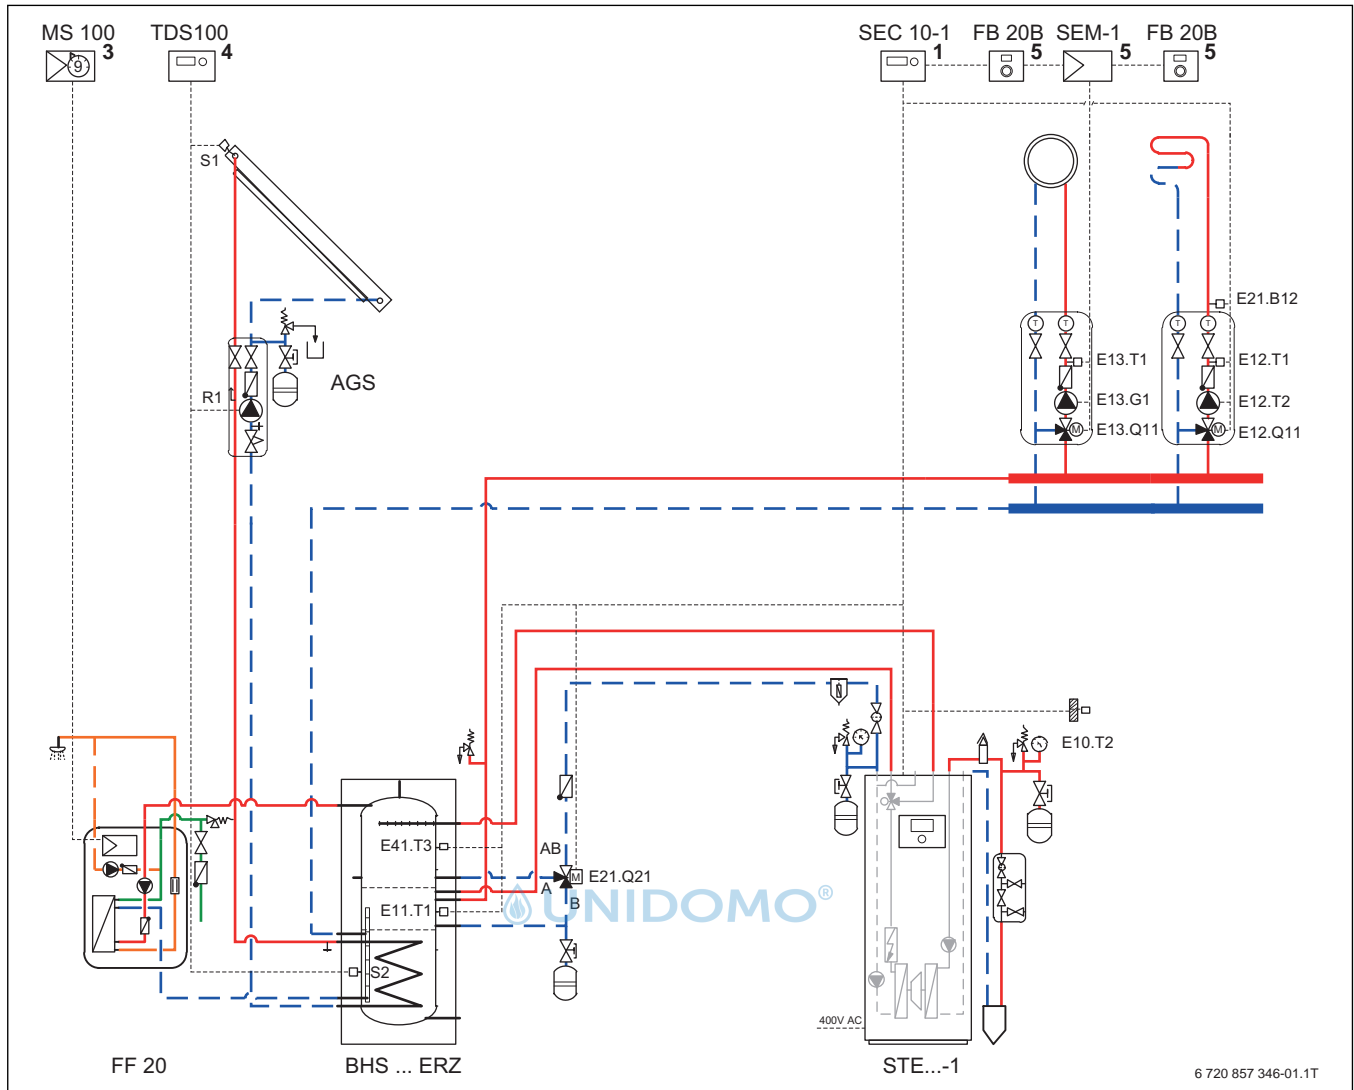 MS 100 TDS100 SEC 10-1 FB 20B SEM-1 FB 20B
3 4 1 5 5 5
9
S1
E21.B12
T T T T
E13.T1 E12.T1
AGS
R1
E13.G1 E12.T2
M E13.Q11 M E12.Q11
E10.T2
E41.T3 AB
M E21.Q21
A
E11.T1 B
UNIDOMO®
S2
400V AC
FF 20 BHS ... ERZ STE...-1
6 720 857 346-01.1T